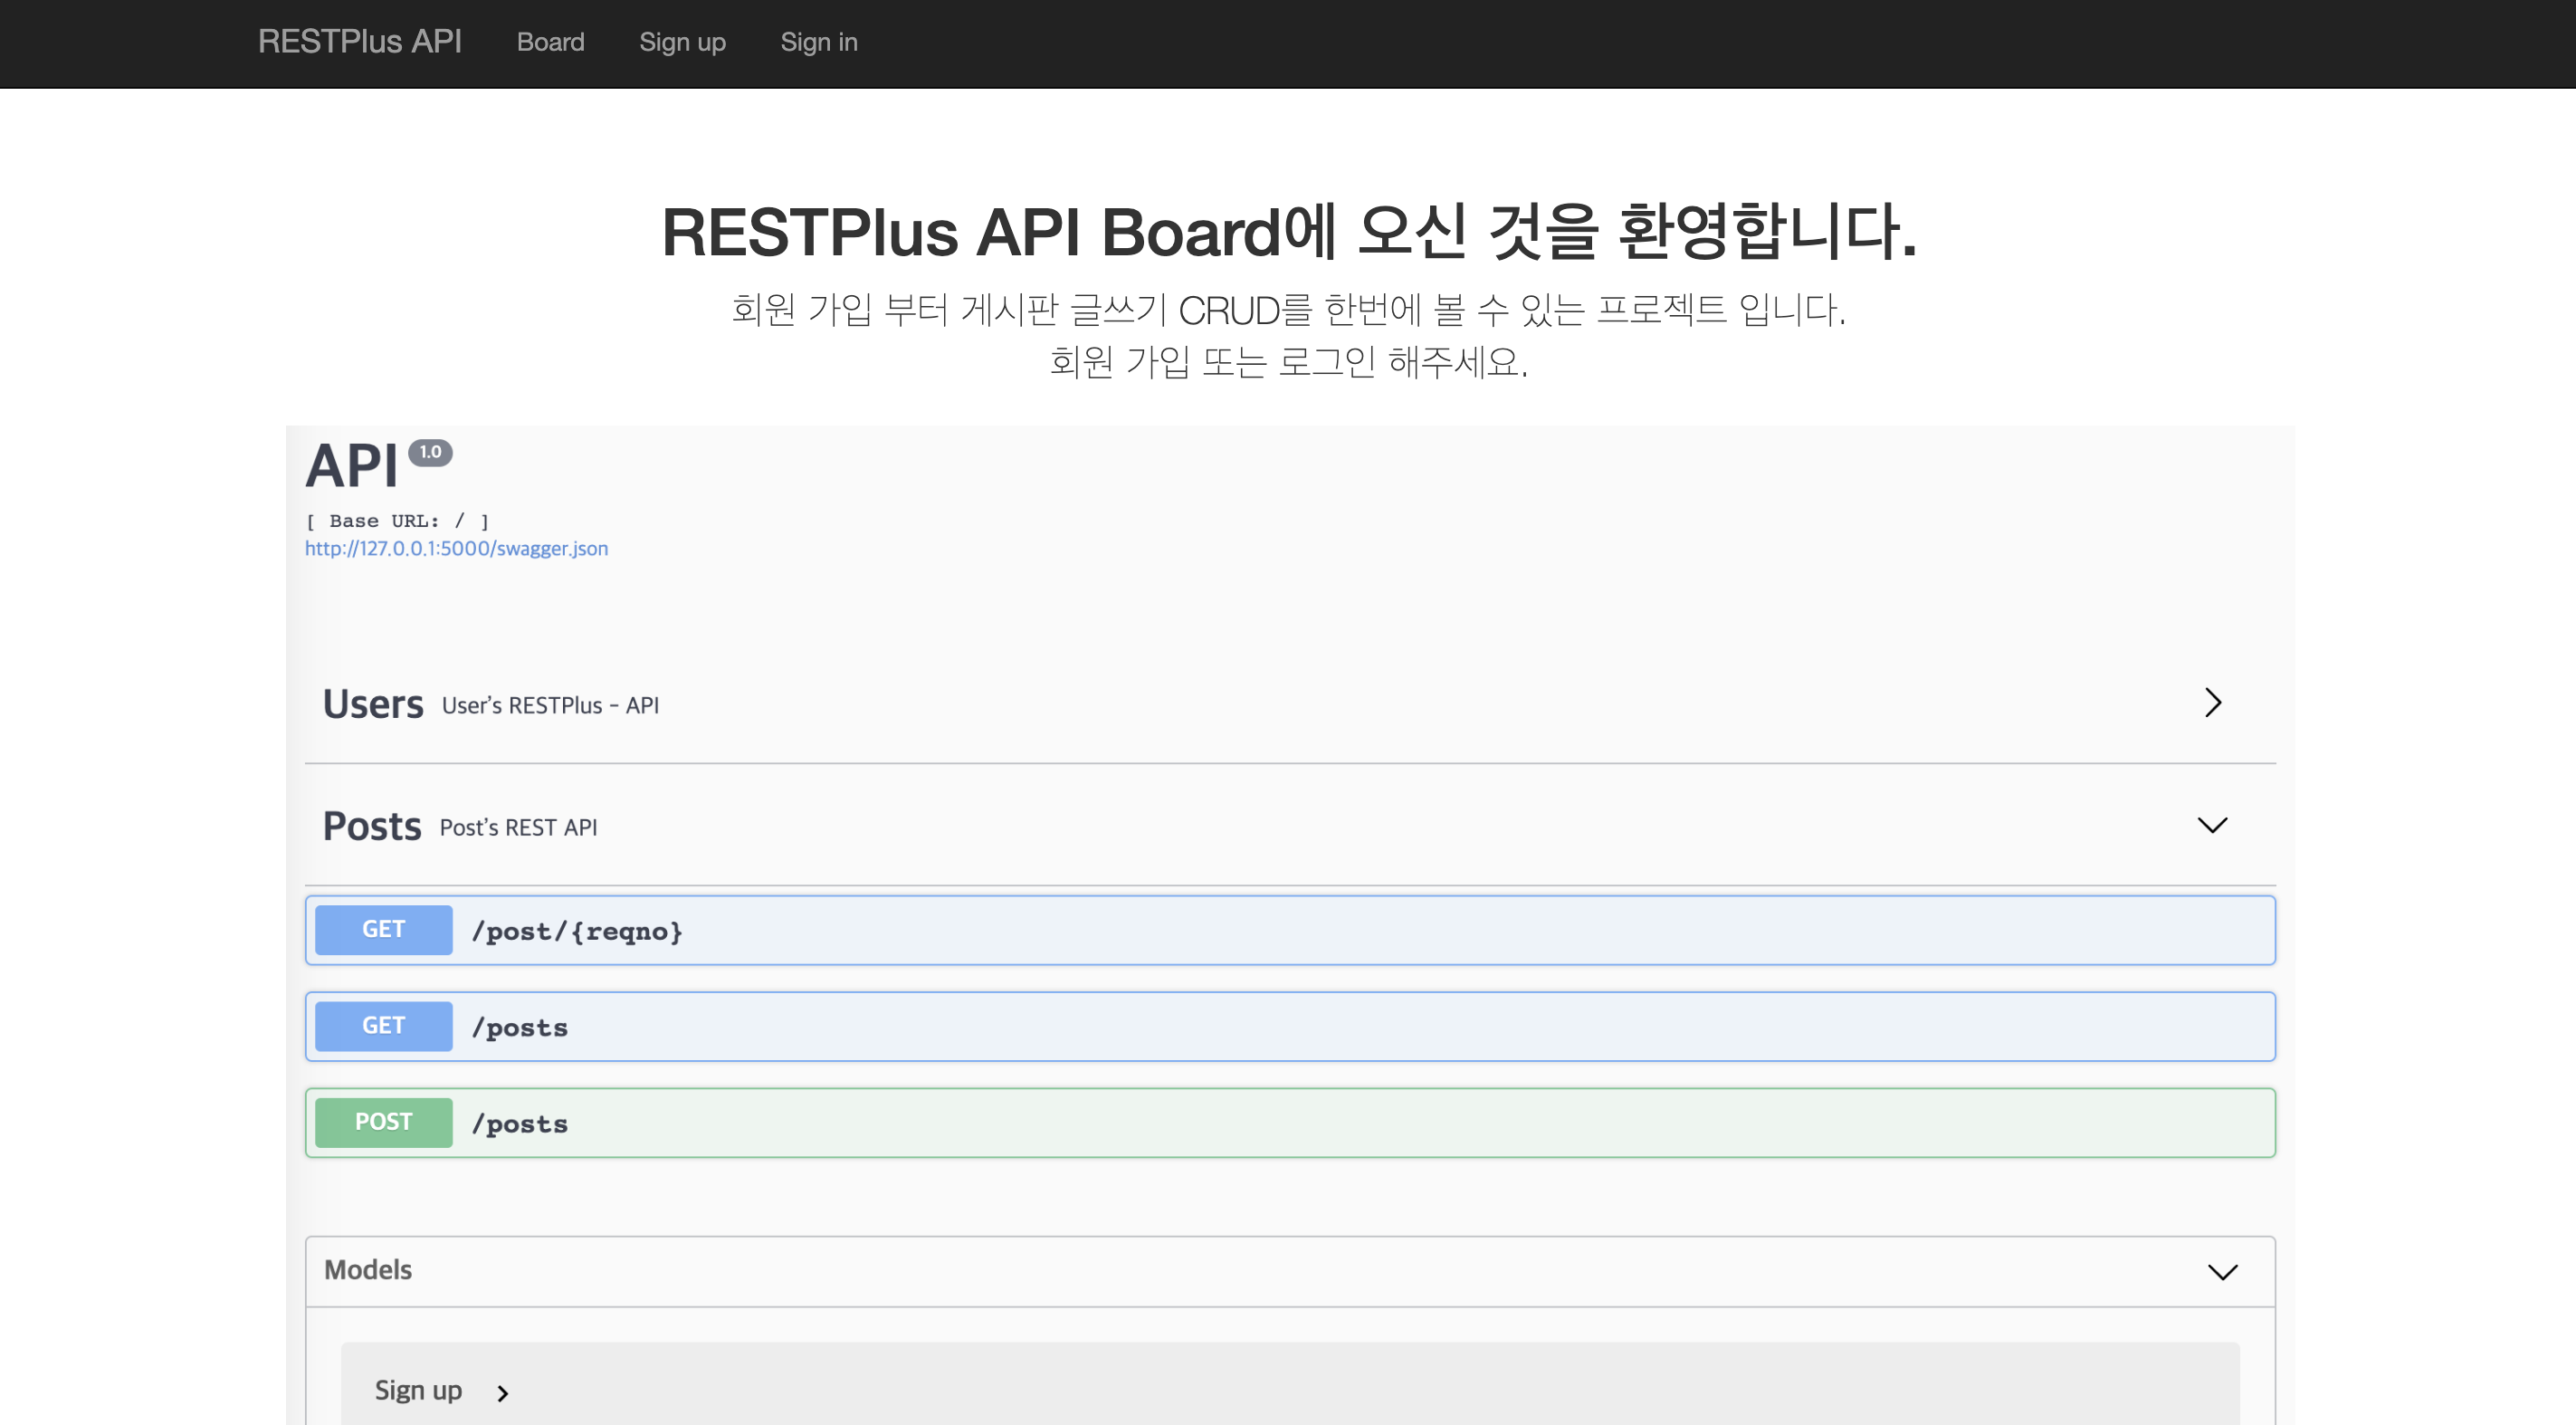 RESTPlus API Board Sign up Sign in
RESTPlus API Board에 오신 것을 환영합니다.
회원 가입 부터 게시판 글쓰기 CRUD를 한번에 볼 수 있는 프로젝트 입니다.
회원 가입 또는 로그인 해주세요.
API 1.0
[ Base URL: / ]
http://127.0.0.1:5000/swagger.json
Users User's RESTPlus - API
Posts Post's REST API
GET /post/{reqno}
GET /posts
POST /posts
Models
Sign up